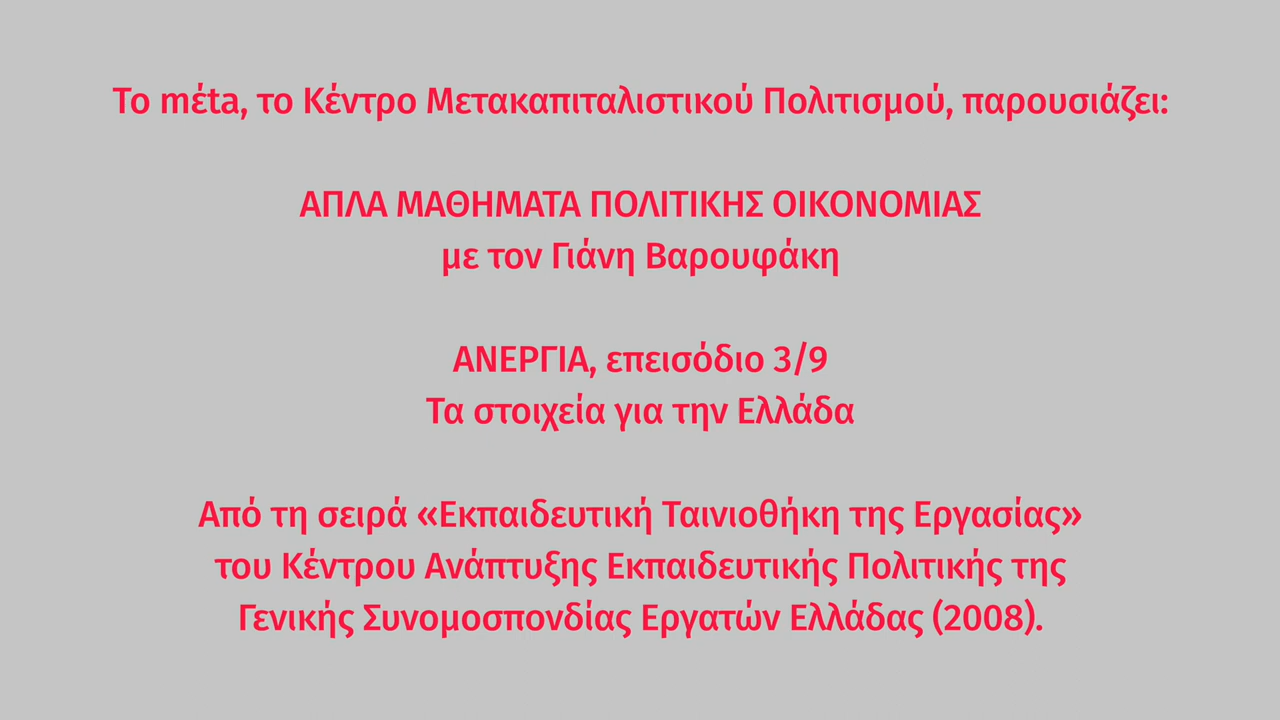 Το mέta, το Κέντρο Μετακαπιταλιστικού Πολιτισμού, παρουσιάζει:
ΑΠΛΑ ΜΑΘΗΜΑΤΑ ΠΟΛΙΤΙΚΗΣ ΟΙΚΟΝΟΜΙΑΣ
με τον Γιάνη Βαρουφάκη
ΑΝΕΡΓΙΑ, επεισόδιο 3/9
Τα στοιχεία για την Ελλάδα
Από τη σειρά «Εκπαιδευτική Ταινιοθήκη της Εργασίας»
του Κέντρου Ανάπτυξης Εκπαιδευτικής Πολιτικής της
Γενικής Συνομοσπονδίας Εργατών Ελλάδας (2008).